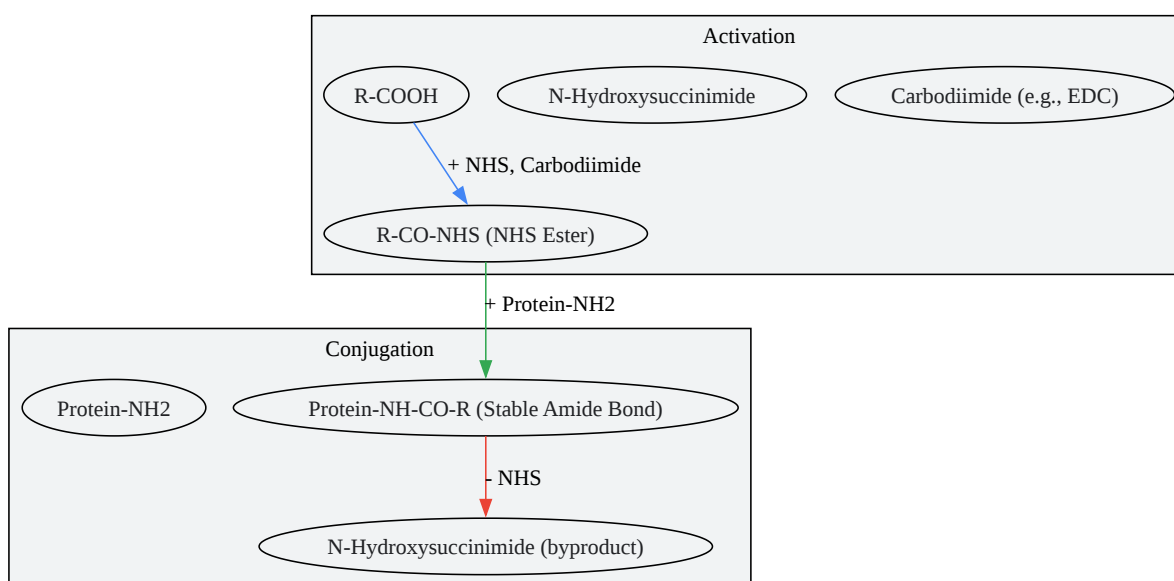 Activation
R-COOH
N-Hydroxysuccinimide
Carbodiimide (e.g., EDC)
+ NHS, Carbodiimide
R-CO-NHS (NHS Ester)
+ Protein-NH2
Conjugation
Protein-NH2
Protein-NH-CO-R (Stable Amide Bond)
- NHS
N-Hydroxysuccinimide (byproduct)